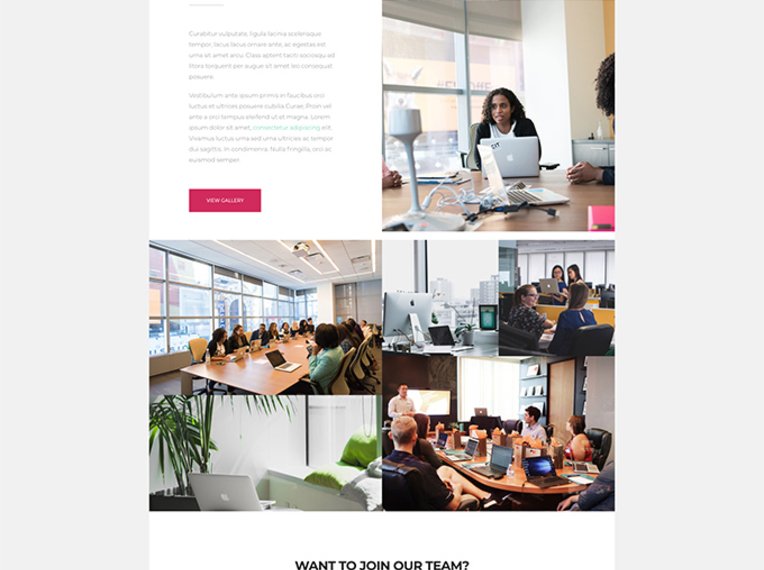 Curabitur vulputate, ligula lacinia scelerisque
tempor, lacus lacus ornare ante, ac egestas est
urna sit amet arcu. Class aptent taciti sociosqu ad
litora torquent per augue sit amet leo consequat
posuere.
Vestibulum ante ipsum primis in faucibus orci
luctus et ultrices posuere cubilia Curae; Proin vel
ante a orci tempus eleifend ut et magna. Lorem
ipsum dolor sit amet, consectetur adipiscing elit.
Vivamus luctus urna sed urna ultricies ac tempor
dui sagittis. In condimentum. Nulla fringilla, orci ac
euismod semper.
VIEW GALLERY
WANT TO JOIN OUR TEAM?